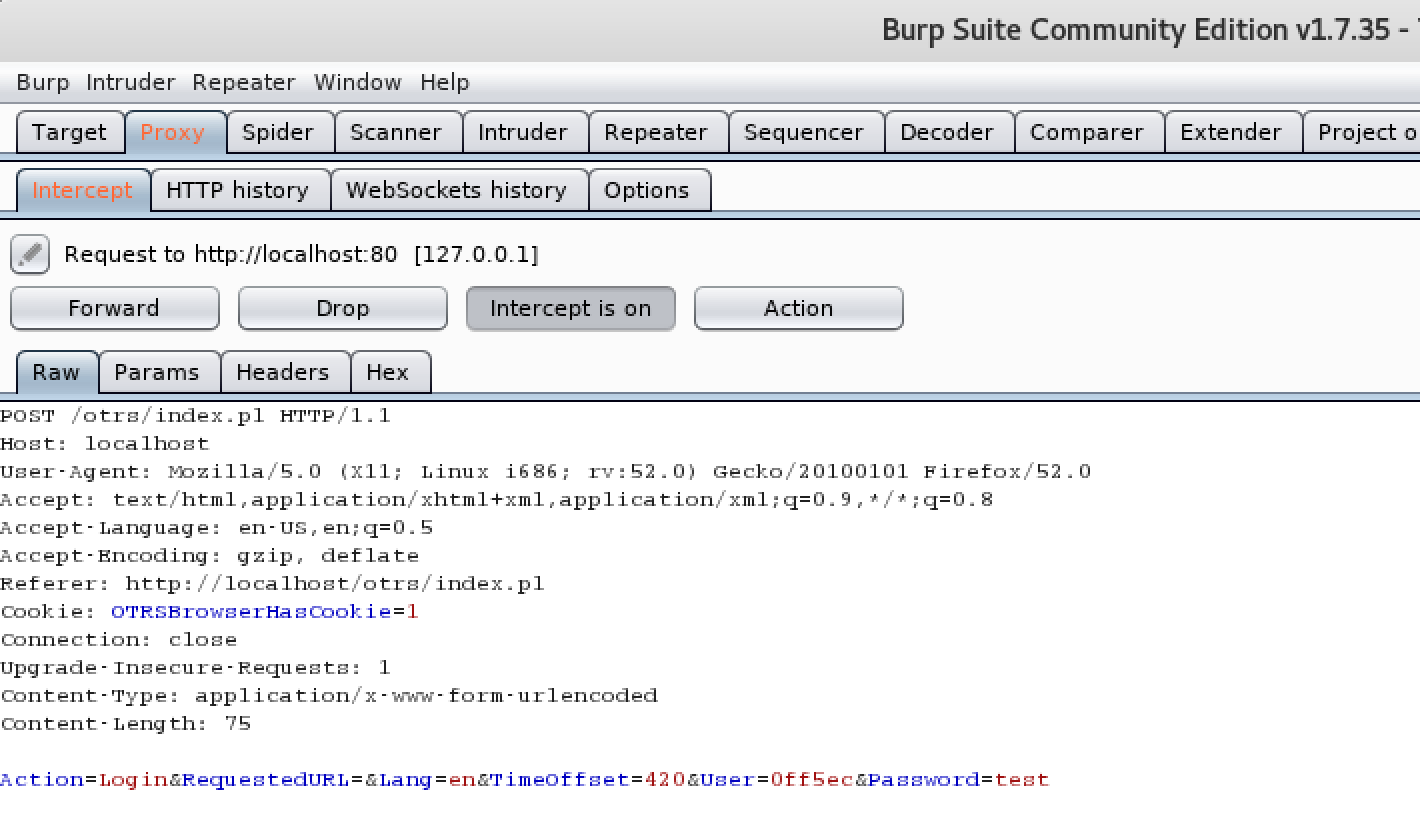 Burp Suite Community Edition v1.7.35 -
Burp Intruder Repeater Window Help
Target Proxy Spider Scanner Intruder Repeater Sequencer Decoder Comparer Extender Project o
Intercept HTTP history WebSockets history Options
Request to http://localhost:80 [127.0.0.1]
Forward Drop Intercept is on Action
Raw Params Headers Hex
POST /otrs/index.pl HTTP/1.1
Host: localhost
User-Agent: Mozilla/5.0 (X11; Linux i686; rv:52.0) Gecko/20100101 Firefox/52.0
Accept: text/html,application/xhtml+xml,application/xml;q=0.9,*/*;q=0.8
Accept-Language: en-US,en;q=0.5
Accept-Encoding: gzip, deflate
Referer: http://localhost/otrs/index.pl
Cookie: OTRSBrowserHasCookie=1
Connection: close
Upgrade-Insecure-Requests: 1
Content-Type: application/x-www-form-urlencoded
Content-Length: 75
Action=Login&RequestedURL=&Lang=en&TimeOffset=420&User=0ff5ec&Password=test